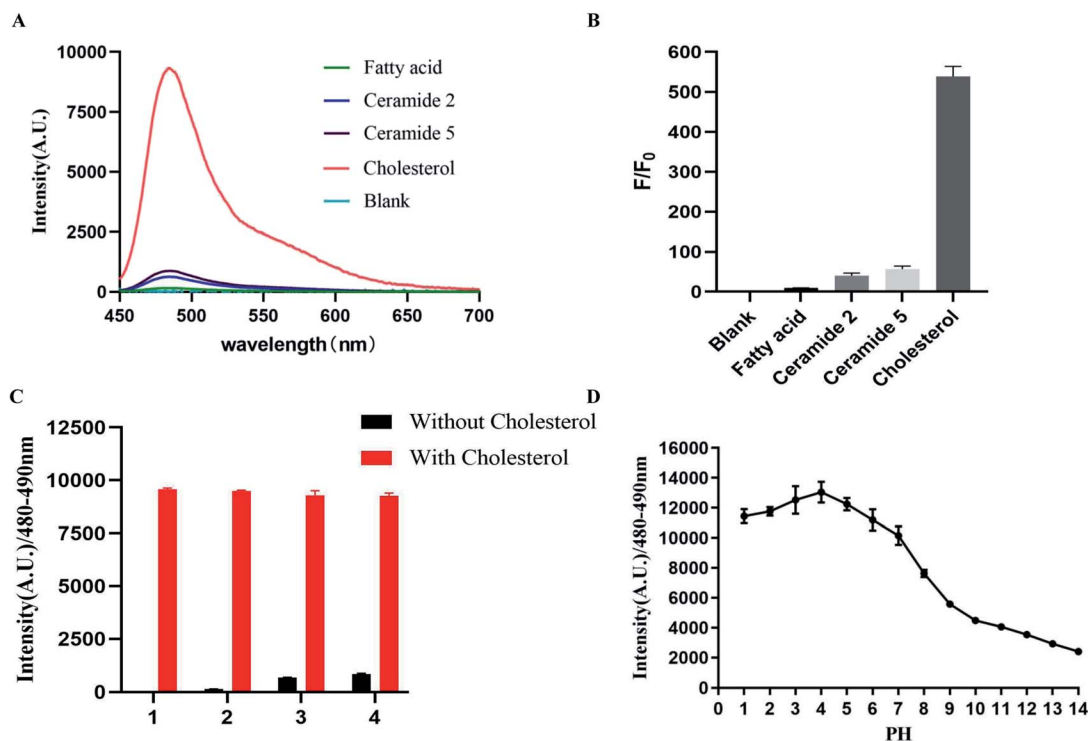 A
Intensity(A.U.)
10000
7500
5000
2500
0
450
500
550
600
650
700
wavelength(nm)
Fatty acid
Ceramide 2
Ceramide 5
Cholesterol
Blank
B
F/F₀
600
500
400
300
200
100
0
Blank
Fatty acid
Ceramide 2
Ceramide 5
Cholesterol
C
Without Cholesterol
With Cholesterol
Intensity(A.U.)/480-490nm
12500
10000
7500
5000
2500
0
1
2
3
4
D
Intensity(A.U.)/480-490nm
16000
14000
12000
10000
8000
6000
4000
2000
0
0 1 2 3 4 5 6 7 8 9 10 11 12 13 14
PH